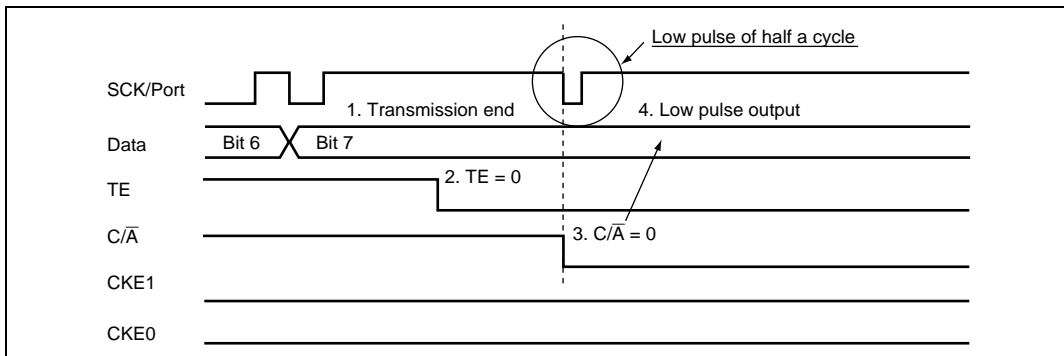 Low pulse of half a cycle
SCK/Port
1. Transmission end
4. Low pulse output
Data
Bit 6
Bit 7
TE
2. TE = 0
C/A̅
3. C/A̅ = 0
CKE1
CKE0